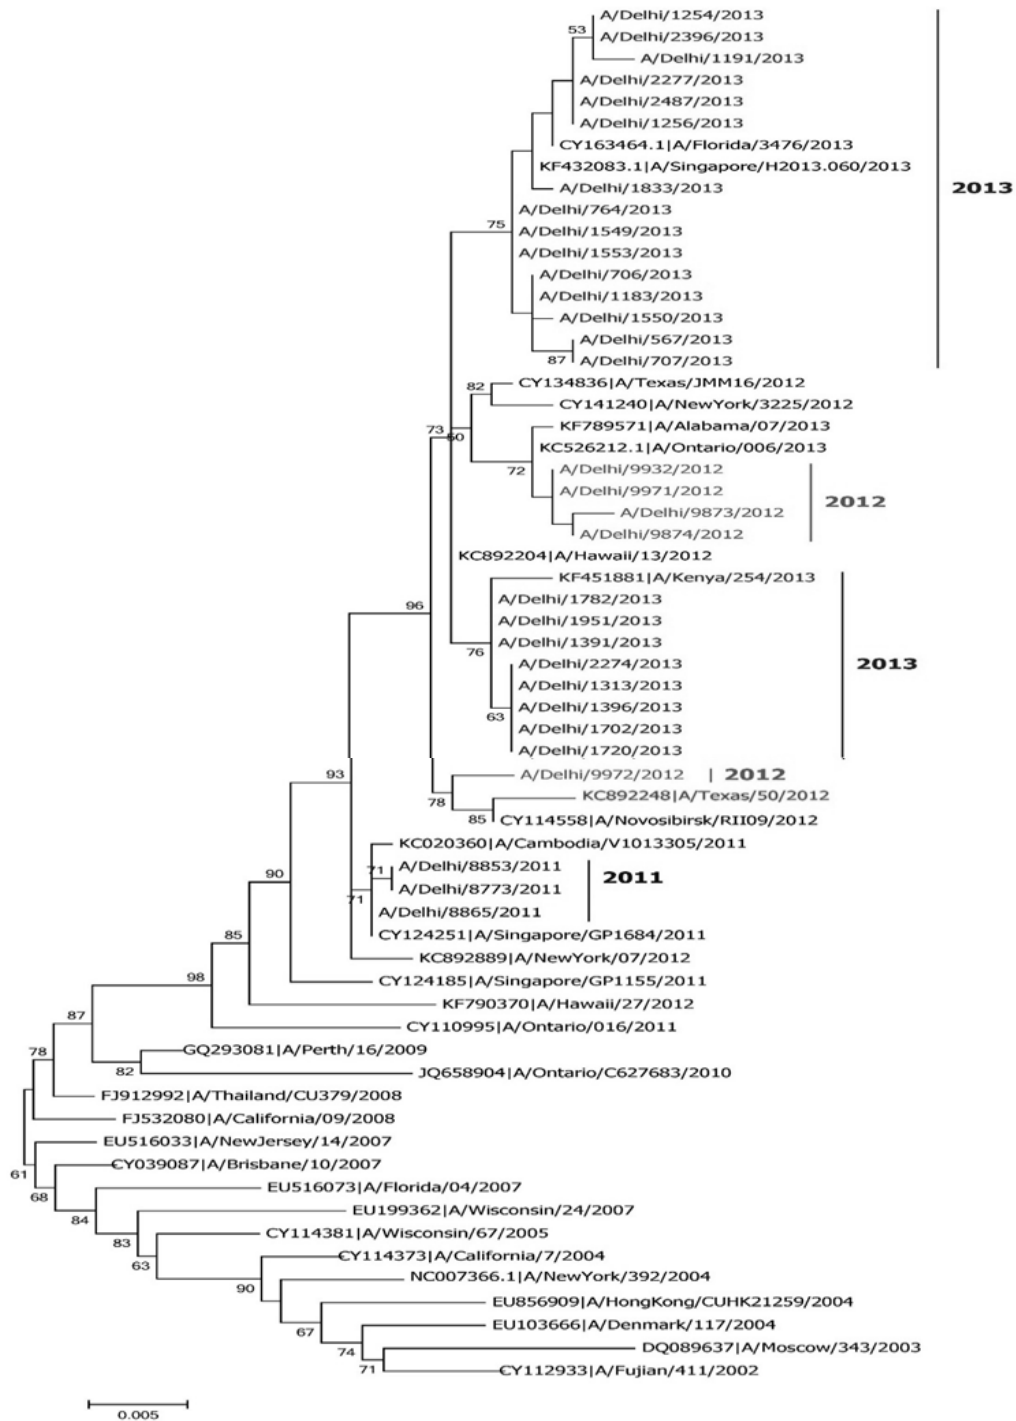 A/Delhi/1254/2013
53
A/Delhi/2396/2013
A/Delhi/1191/2013
A/Delhi/2277/2013
A/Delhi/2487/2013
A/Delhi/1256/2013
CY163464.1|A/Florida/3476/2013
KF432083.1|A/Singapore/H2013.060/2013
A/Delhi/1833/2013
2013
A/Delhi/764/2013
75
A/Delhi/1549/2013
A/Delhi/1553/2013
A/Delhi/706/2013
A/Delhi/1183/2013
A/Delhi/1550/2013
A/Delhi/567/2013
87
A/Delhi/707/2013
CY134836|A/Texas/JMM16/2012
82
CY141240|A/NewYork/3225/2012
KF789571|A/Alabama/07/2013
73
60
KC526212.1|A/Ontario/006/2013
72
A/Delhi/9932/2012
A/Delhi/9971/2012
2012
A/Delhi/9873/2012
A/Delhi/9874/2012
KC892204|A/Hawaii/13/2012
KF451881|A/Kenya/254/2013
A/Delhi/1782/2013
96
A/Delhi/1951/2013
A/Delhi/1391/2013
76
A/Delhi/2274/2013
2013
A/Delhi/1313/2013
A/Delhi/1396/2013
63
A/Delhi/1702/2013
A/Delhi/1720/2013
93
A/Delhi/9972/2012 | 2012
78
KC892248|A/Texas/50/2012
85
CY114558|A/Novosibirsk/RII09/2012
KC020360|A/Cambodia/V1013305/2011
90
71
A/Delhi/8853/2011
2011
A/Delhi/8773/2011
71
A/Delhi/8865/2011
85
CY124251|A/Singapore/GP1684/2011
KC892889|A/NewYork/07/2012
98
CY124185|A/Singapore/GP1155/2011
KF790370|A/Hawaii/27/2012
87
CY110995|A/Ontario/016/2011
78
GQ293081|A/Perth/16/2009
82
JQ658904|A/Ontario/C627683/2010
FJ912992|A/Thailand/CU379/2008
FJ532080|A/California/09/2008
EU516033|A/NewJersey/14/2007
61
CY039087|A/Brisbane/10/2007
68
EU516073|A/Florida/04/2007
84
EU199362|A/Wisconsin/24/2007
83
CY114381|A/Wisconsin/67/2005
63
CY114373|A/California/7/2004
90
NC007366.1|A/NewYork/392/2004
EU856909|A/HongKong/CUHK21259/2004
67
EU103666|A/Denmark/117/2004
74
DQ089637|A/Moscow/343/2003
71
CY112933|A/Fujian/411/2002
0.005